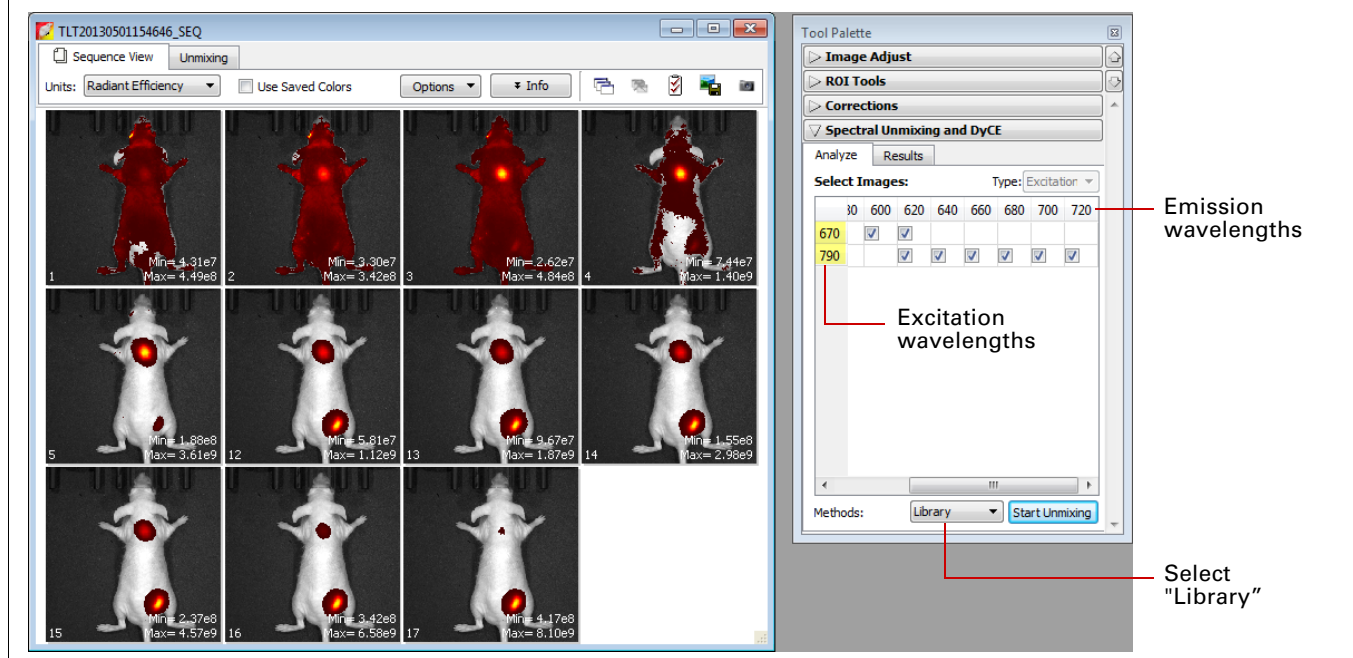 TLT20130501154646_SEQ
Sequence View Unmixing
Units: Radiant Efficiency Use Saved Colors Options Info
Min= 4.31e7
1 Max= 4.49e8
Min= 3.30e7
2 Max= 3.42e8
Min= 2.62e7
3 Max= 4.84e8
Min= 7.44e7
4 Max= 1.40e9
Min= 1.88e8
5 Max= 3.61e9
Min= 5.81e7
12 Max= 1.12e9
Min= 9.67e7
13 Max= 1.87e9
Min= 1.55e8
14 Max= 2.98e9
Min= 2.37e8
15 Max= 4.57e9
Min= 3.42e8
16 Max= 6.58e9
Min= 4.17e8
17 Max= 8.10e9
Tool Palette
Image Adjust
ROI Tools
Corrections
Spectral Unmixing and DyCE
Analyze Results
Select Images: Type: Excitation
30 600 620 640 660 680 700 720
670
790
Methods: Library Start Unmixing
Emission
wavelengths
Excitation
wavelengths
Select
"Library”